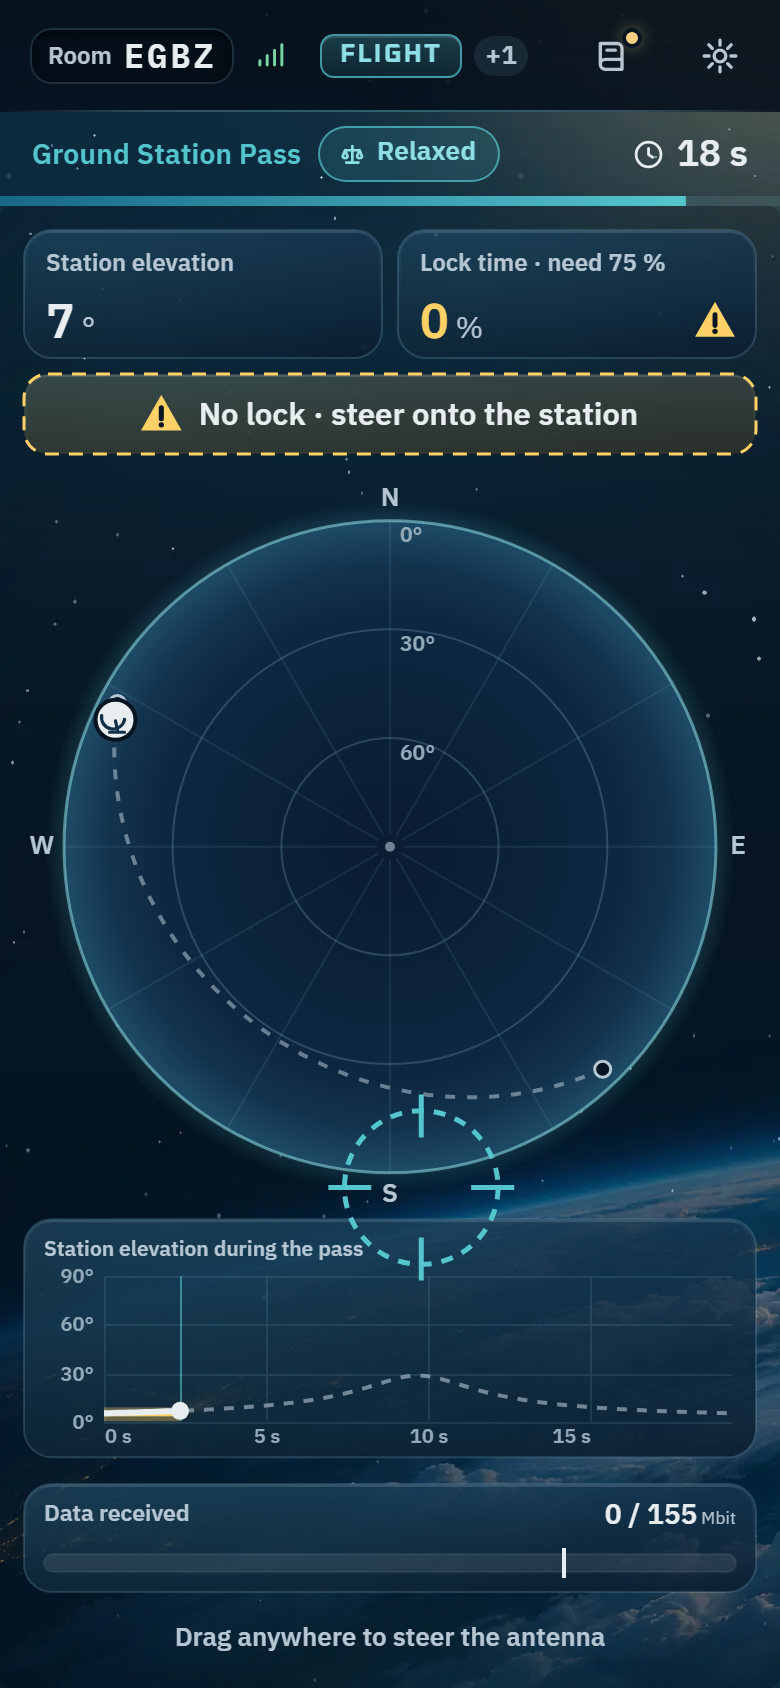 Room EGBZ FLIGHT +1
Ground Station Pass Relaxed 18 s
Station elevation
7 °
Lock time · need 75 %
0 %
No lock · steer onto the station
N
0°
30°
60°
W E
S
Station elevation during the pass
90°
60°
30°
0°
0 s 5 s 10 s 15 s
Data received 0 / 155 Mbit
Drag anywhere to steer the antenna